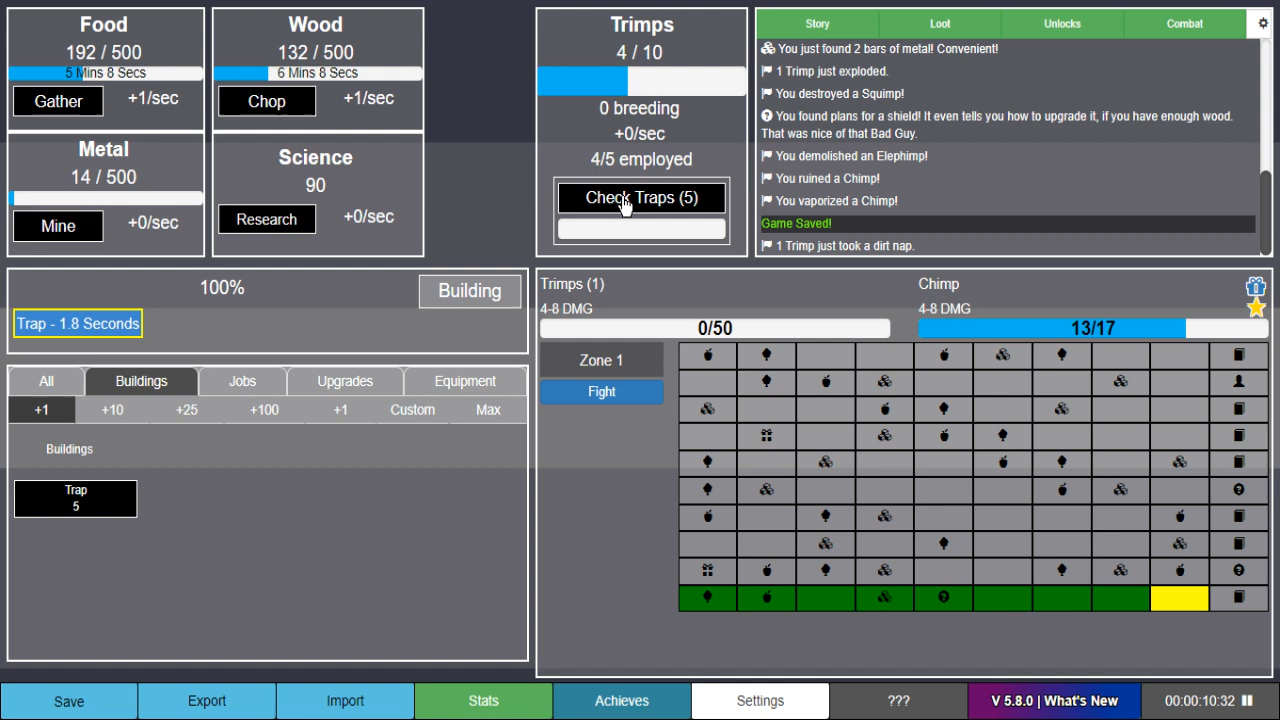 Food
192 / 500
5 Mins 8 Secs
Gather
+1/sec
Wood
132 / 500
6 Mins 8 Secs
Chop
+1/sec
Metal
14 / 500
Mine
+0/sec
Science
90
Research
+0/sec
Trimps
4 / 10
0 breeding
+0/sec
4/5 employed
Check Traps (5)
Story
Loot
Unlocks
Combat
You just found 2 bars of metal! Convenient!
1 Trimp just exploded.
You destroyed a Squimp!
You found plans for a shield! It even tells you how to upgrade it, if you have enough wood.
That was nice of that Bad Guy.
You demolished an Elephimp!
You ruined a Chimp!
You vaporized a Chimp!
Game Saved!
1 Trimp just took a dirt nap.
100%
Building
Trap - 1.8 Seconds
All
Buildings
Jobs
Upgrades
Equipment
+1
+10
+25
+100
+1
Custom
Max
Buildings
Trap
5
Trimps (1)
4-8 DMG
0/50
Chimp
4-8 DMG
13/17
Zone 1
Fight
Save
Export
Import
Stats
Achieves
Settings
???
V 5.8.0 | What's New
00:00:10:32